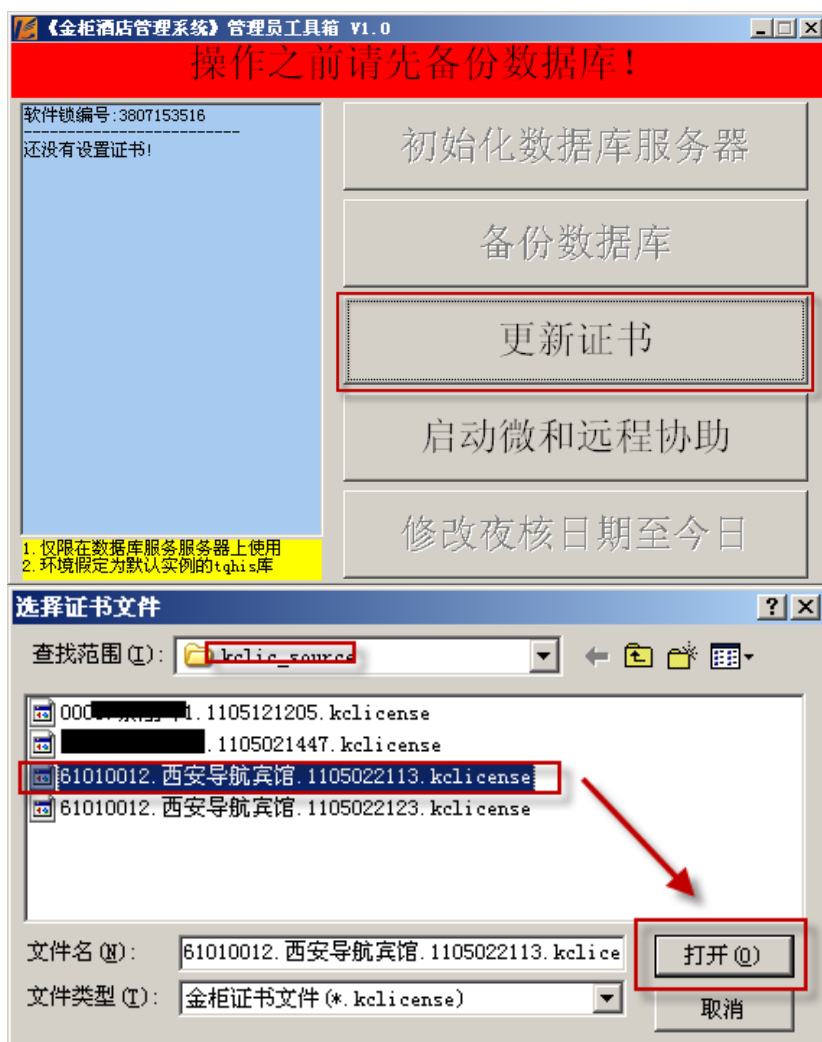 《金柜酒店管理系统》管理员工具箱 V1.0
操作之前请先备份数据库！
软件锁编号:3807153516
------------------------
还没有设置证书!
初始化数据库服务器
备份数据库
更新证书
启动微和远程协助
修改夜核日期至今日
1.仅限在数据库服务服务器上使用
2.环境假定为默认实例的tqhis库
选择证书文件
查找范围(I):
kclic_source
000
1.1105121205.kclicense
.1105021447.kclicense
61010012.西安导航宾馆.1105022113.kclicense
61010012.西安导航宾馆.1105022123.kclicense
文件名(N):
61010012.西安导航宾馆.1105022113.kclice
打开(O)
文件类型(T):
金柜证书文件(*.kclicense)
取消